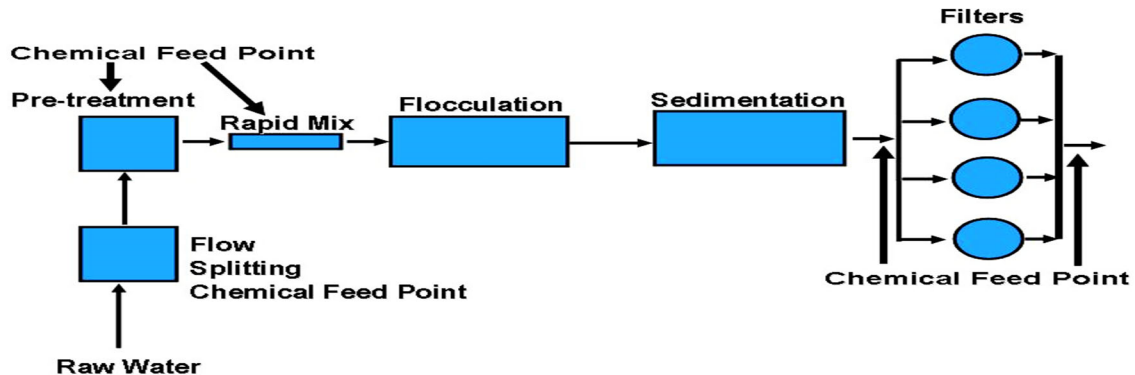 Filters
Chemical Feed Point
Pre-treatment
Rapid Mix
Flocculation
Sedimentation
Flow
Splitting
Chemical Feed Point
Chemical Feed Point
Raw Water